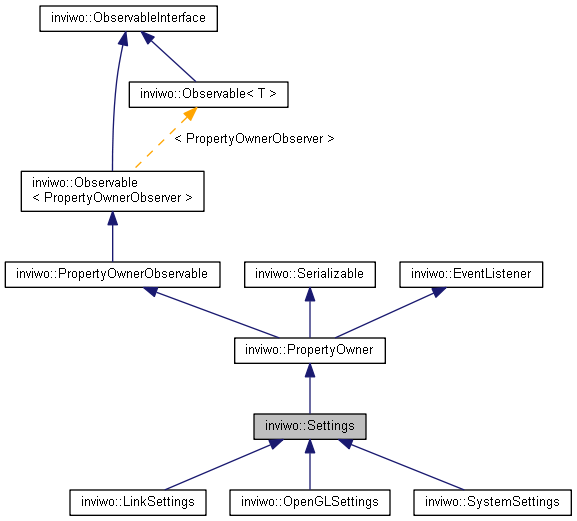 inviwo::ObservableInterface
inviwo::Observable< T >
< PropertyOwnerObserver >
inviwo::Observable
< PropertyOwnerObserver >
inviwo::PropertyOwnerObservable
inviwo::Serializable
inviwo::EventListener
inviwo::PropertyOwner
inviwo::Settings
inviwo::LinkSettings
inviwo::OpenGLSettings
inviwo::SystemSettings